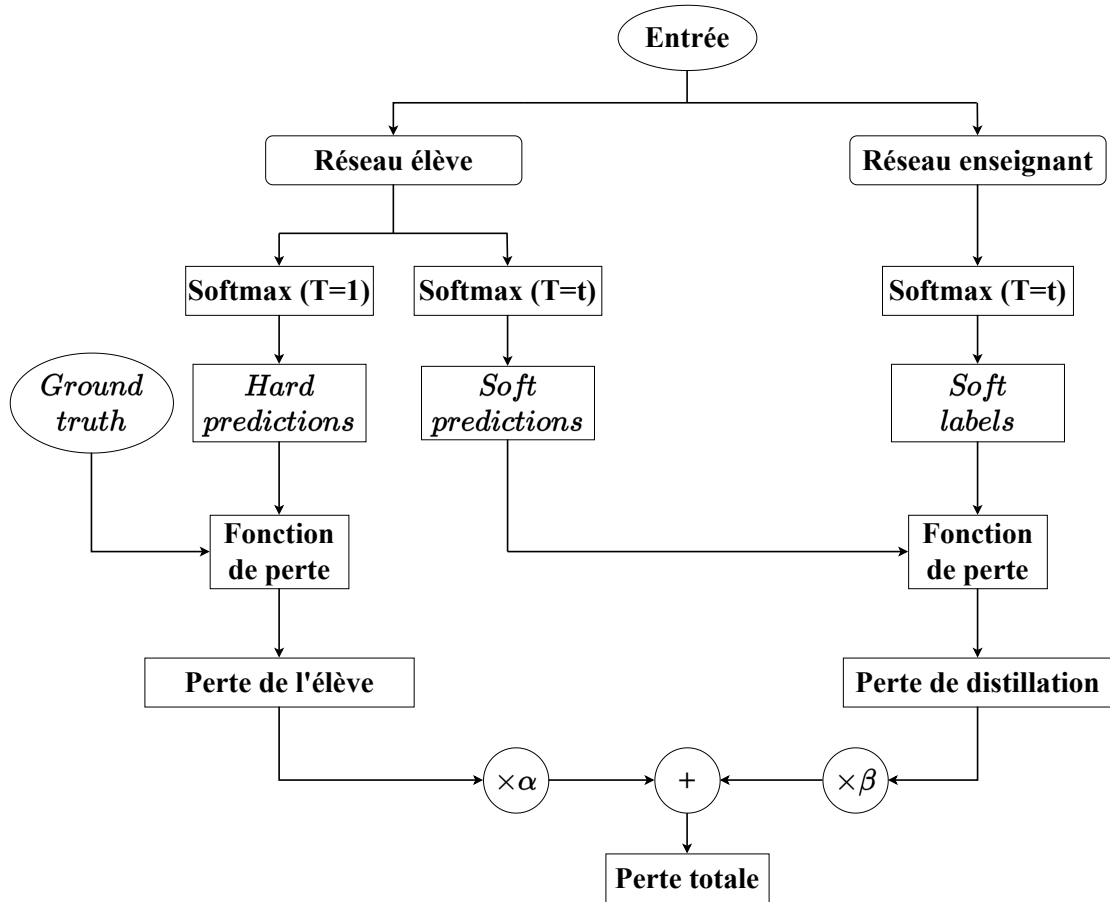 Entrée
Réseau élève
Réseau enseignant
Softmax (T=1)
Softmax (T=t)
Softmax (T=t)
Ground
truth
Hard
predictions
Soft
predictions
Soft
labels
Fonction
de perte
Fonction
de perte
Perte de l'élève
Perte de distillation
×α
+
×β
Perte totale